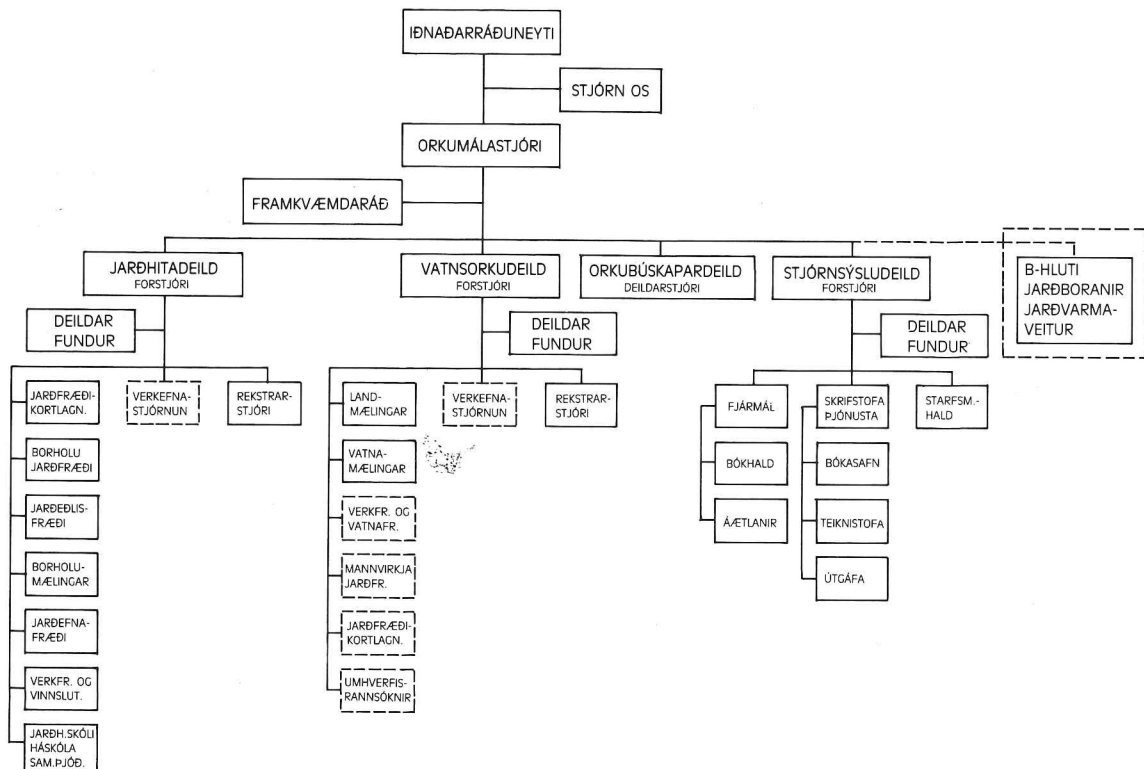 IÐNAÐARRÁÐUNEYTI
STJÓRN OS
ORKUMÁLASTJÓRI
FRAMKVÆMDARÁÐ
JARÐHITADEILD
FORSTJÓRI
VATNSORKUDEILD
FORSTJÓRI
ORKUBÚSKAPARDEILD
DEILDARSTJÓRI
STJÓRNSÝSLUDEILD
FORSTJÓRI
B-HLUTI
JARÐBORANIR
JARÐVARMA-
VEITUR
DEILDAR
FUNDUR
DEILDAR
FUNDUR
DEILDAR
FUNDUR
JARÐFRÆÐI-
KORTLAGN.
VERKEFNA-
STJÓRNUN
REKSTRAR-
STJÓRI
BORHOLU
JARÐFRÆÐI
JARÐEÐLIS-
FRÆÐI
BORHOLU-
MÆLINGAR
JARÐEFNA-
FRÆÐI
VERKFR. OG
VINNSLUT.
JARÐH.SKÓLI
HÁSKÓLA
SAM.ÞJÓÐ.
LAND-
MÆLINGAR
VERKEFNA-
STJÓRNUN
REKSTRAR-
STJÓRI
VATNA-
MÆLINGAR
VERKFR. OG
VATNAFR.
MANNVIRKJA
JARÐFR.
JARÐFRÆÐI-
KORTLAGN.
UMHVERFIS-
RANNSÓKNIR
FJÁRMÁL
SKRIFSTOFA
ÞJÓNUSTA
STARFSM.-
HALD
BÓKHALD
BÓKASAFN
ÁÆTLANIR
TEIKNISTOFA
ÚTGÁFA